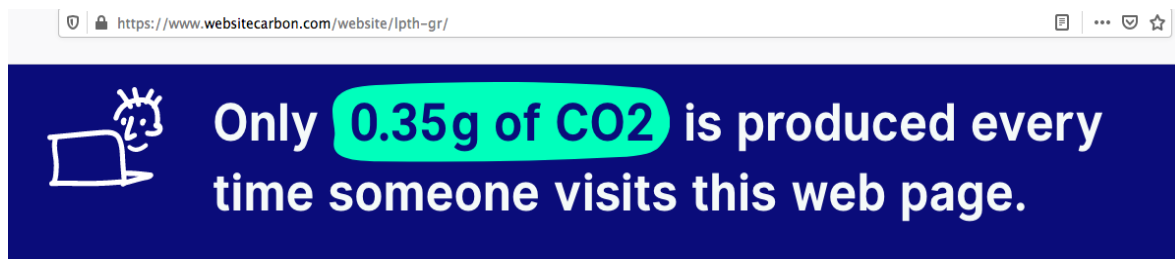 https://www.websitecarbon.com/website/lpth-gr/
Only 0.35g of CO2 is produced every
time someone visits this web page.